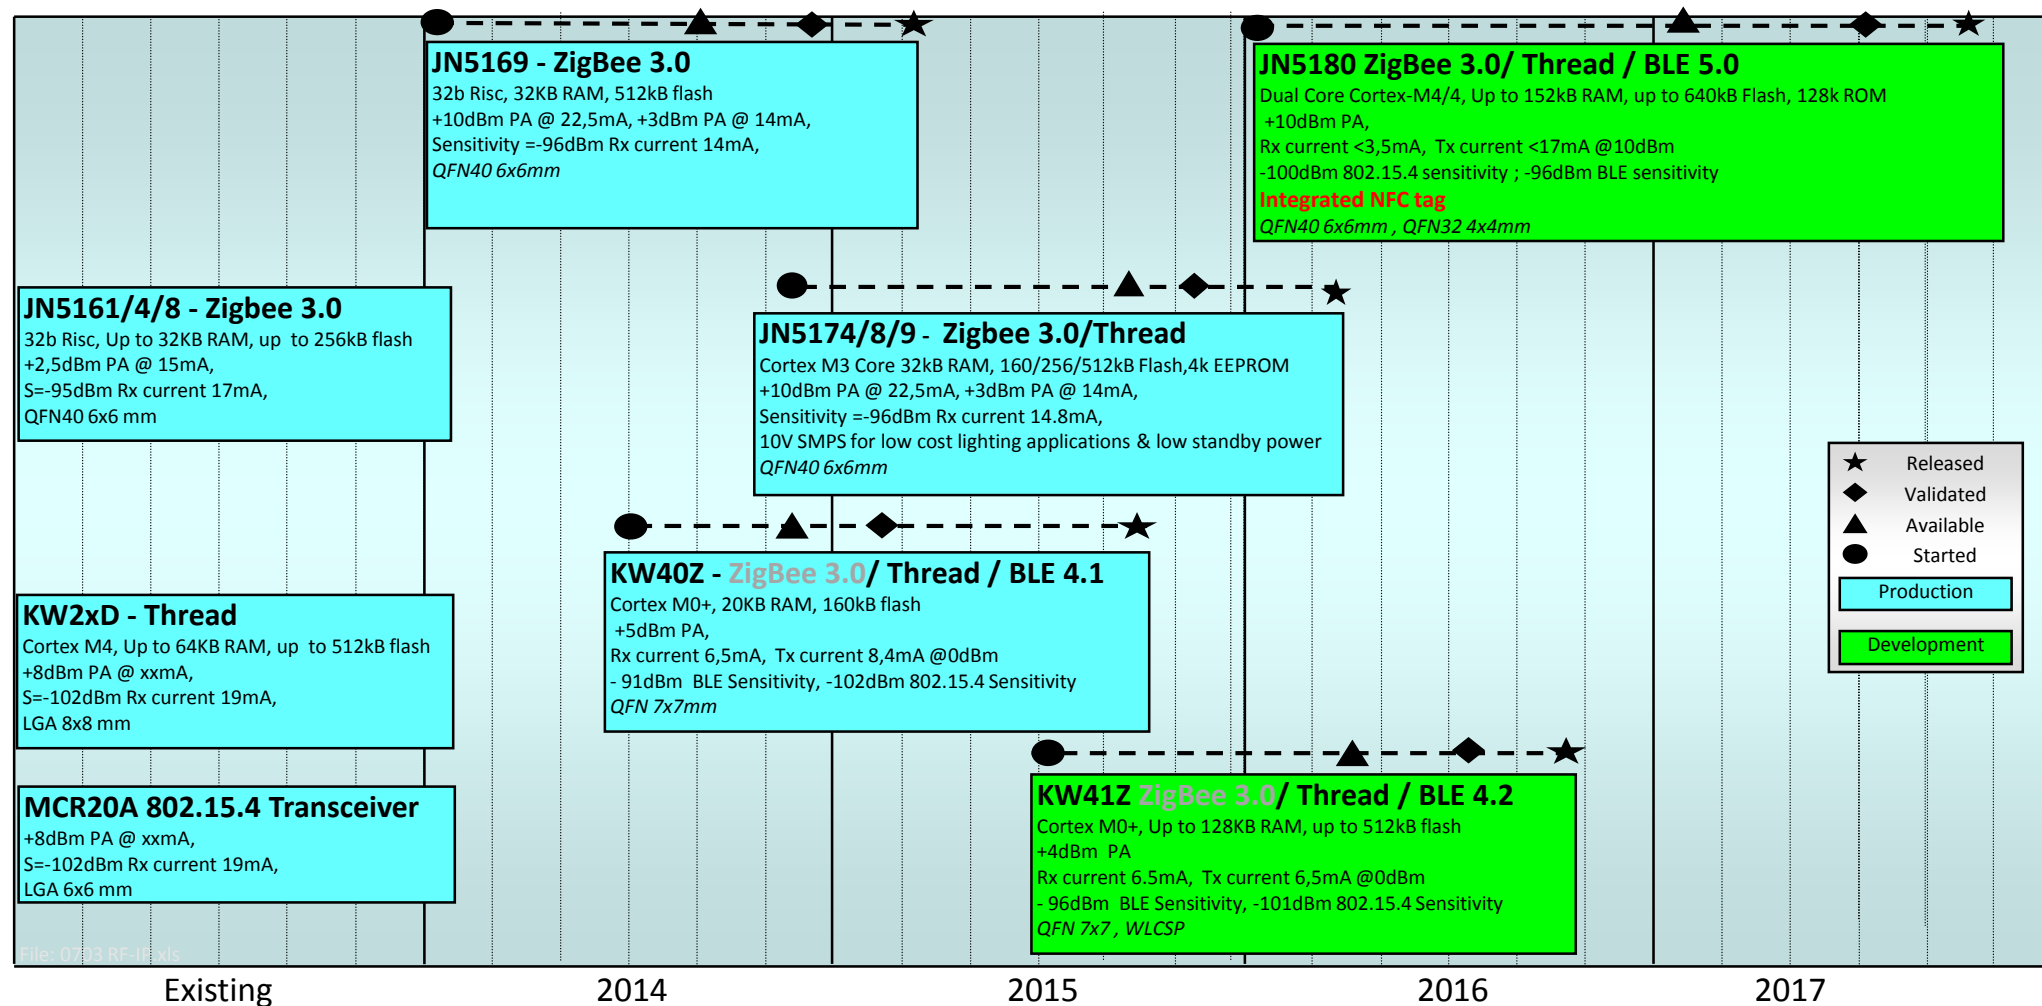 JN5169 - ZigBee 3.0
32b Risc, 32KB RAM, 512kB flash
+10dBm PA @ 22,5mA, +3dBm PA @ 14mA,
Sensitivity =-96dBm Rx current 14mA,
QFN40 6x6mm
JN5180 ZigBee 3.0/ Thread / BLE 5.0
Dual Core Cortex-M4/4, Up to 152kB RAM, up to 640kB Flash, 128k ROM
+10dBm PA,
Rx current <3,5mA, Tx current <17mA @10dBm
-100dBm 802.15.4 sensitivity ; -96dBm BLE sensitivity
Integrated NFC tag
QFN40 6x6mm , QFN32 4x4mm
JN5161/4/8 - Zigbee 3.0
32b Risc, Up to 32KB RAM, up to 256kB flash
+2,5dBm PA @ 15mA,
S=-95dBm Rx current 17mA,
QFN40 6x6 mm
JN5174/8/9 - Zigbee 3.0/Thread
Cortex M3 Core 32kB RAM, 160/256/512kB Flash,4k EEPROM
+10dBm PA @ 22,5mA, +3dBm PA @ 14mA,
Sensitivity =-96dBm Rx current 14.8mA,
10V SMPS for low cost lighting applications & low standby power
QFN40 6x6mm
Released
Validated
Available
Started
Production
Development
KW40Z - ZigBee 3.0/ Thread / BLE 4.1
Cortex M0+, 20KB RAM, 160kB flash
+5dBm PA,
Rx current 6,5mA, Tx current 8,4mA @0dBm
- 91dBm BLE Sensitivity, -102dBm 802.15.4 Sensitivity
QFN 7x7mm
KW2xD - Thread
Cortex M4, Up to 64KB RAM, up to 512kB flash
+8dBm PA @ xxmA,
S=-102dBm Rx current 19mA,
LGA 8x8 mm
KW41Z ZigBee 3.0/ Thread / BLE 4.2
Cortex M0+, Up to 128KB RAM, up to 512kB flash
+4dBm PA
Rx current 6.5mA, Tx current 6,5mA @0dBm
- 96dBm BLE Sensitivity, -101dBm 802.15.4 Sensitivity
QFN 7x7 , WLCSP
MCR20A 802.15.4 Transceiver
+8dBm PA @ xxmA,
S=-102dBm Rx current 19mA,
LGA 6x6 mm
File: 0703 RF-IP.xls
Existing
2014
2015
2016
2017